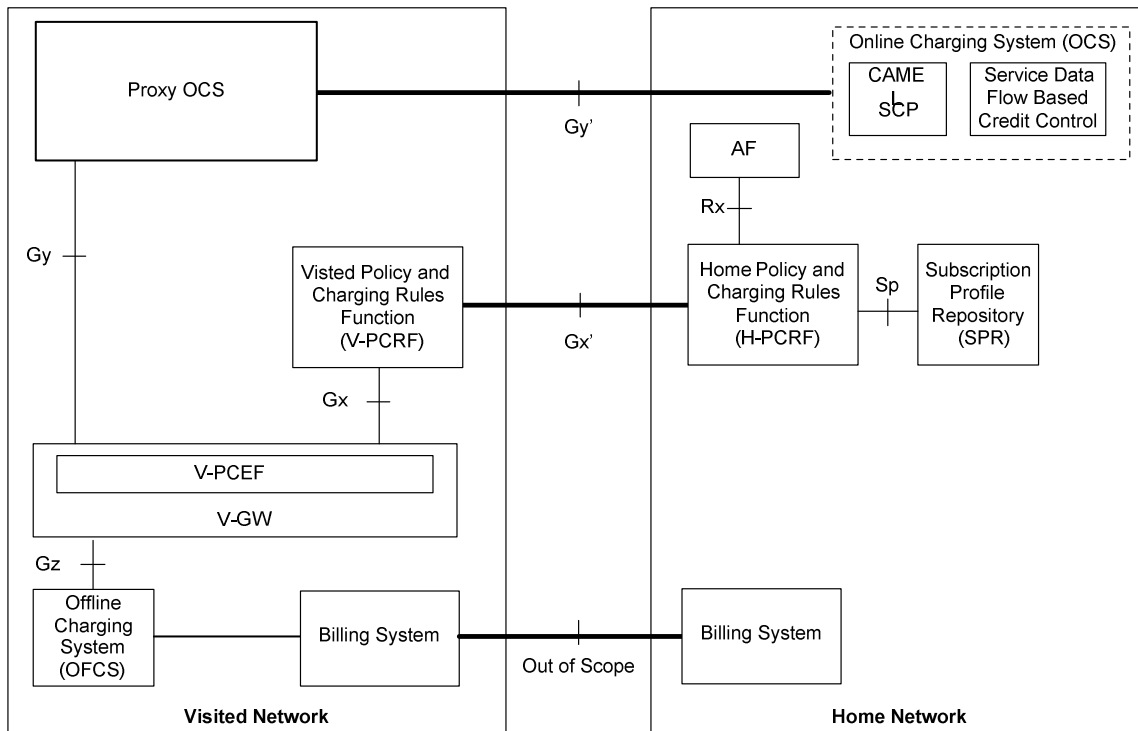 Proxy OCS
Online Charging System (OCS)
CAME
L
SCP
Service Data
Flow Based
Credit Control
Gy’
AF
Rx
Gy
Visted Policy and
Charging Rules
Function
(V-PCRF)
Gx’
Home Policy and
Charging Rules
Function
(H-PCRF)
Sp
Subscription
Profile
Repository
(SPR)
Gx
V-PCEF
V-GW
Gz
Offline
Charging
System
(OFCS)
Billing System
Out of Scope
Billing System
Visited Network
Home Network